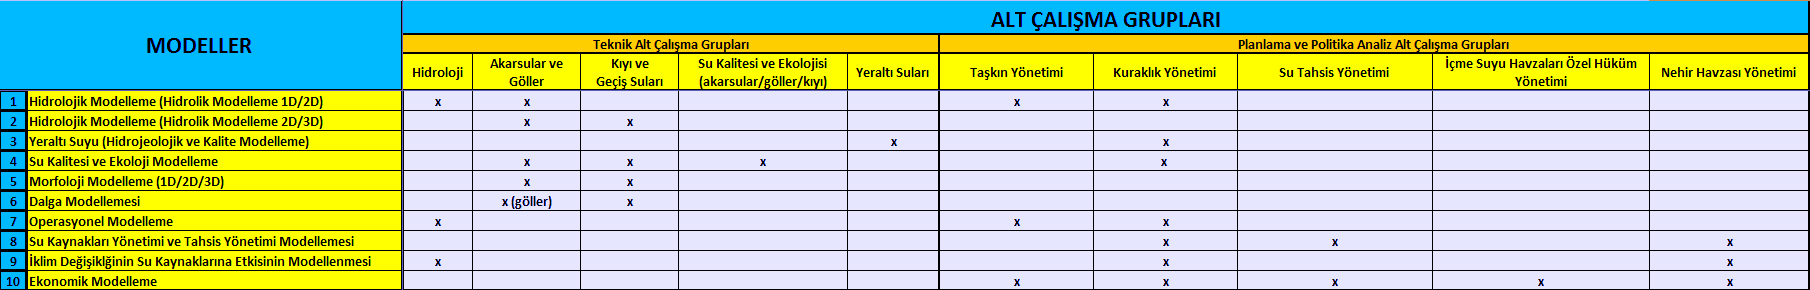 MODELLER
ALT ÇALIŞMA GRUPLARI
Teknik Alt Çalışma Grupları
Planlama ve Politika Analiz Alt Çalışma Grupları
Hidroloji
Akarsular ve
Göller
Kıyı ve
Geçiş Suları
Su Kalitesi ve Ekolojisi
(akarsular/göller/kıyı)
Yeraltı Suları
Taşkın Yönetimi
Kuraklık Yönetimi
Su Tahsis Yönetimi
İçme Suyu Havzaları Özel Hüküm
Yönetimi
Nehir Havzası Yönetimi
1 Hidrolojik Modelleme (Hidrolik Modelleme 1D/2D) x x x x
2 Hidrolojik Modelleme (Hidrolik Modelleme 2D/3D) x x
3 Yeraltı Suyu (Hidrojeolojik ve Kalite Modelleme) x x
4 Su Kalitesi ve Ekoloji Modelleme x x x x
5 Morfoloji Modelleme (1D/2D/3D) x x
6 Dalga Modellemesi x (göller) x
7 Operasyonel Modelleme x x x
8 Su Kaynakları Yönetimi ve Tahsis Yönetimi Modellemesi x x x
9 İklim Değişiklğinin Su Kaynaklarına Etkisinin Modellenmesi x x x
10 Ekonomik Modelleme x x x x x